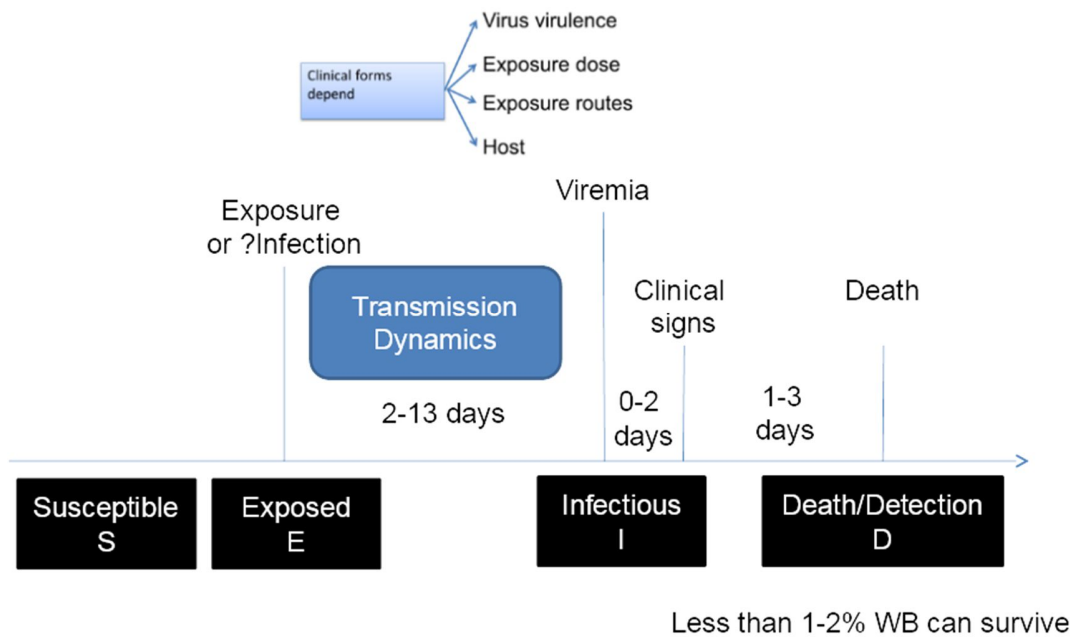 Virus virulence
Clinical forms
depend
Exposure dose
Exposure routes
Host
Viremia
Exposure
or ?Infection
Transmission
Dynamics
Clinical
signs
Death
2-13 days
0-2
days
1-3
days
Susceptible
S
Exposed
E
Infectious
I
Death/Detection
D
Less than 1-2% WB can survive